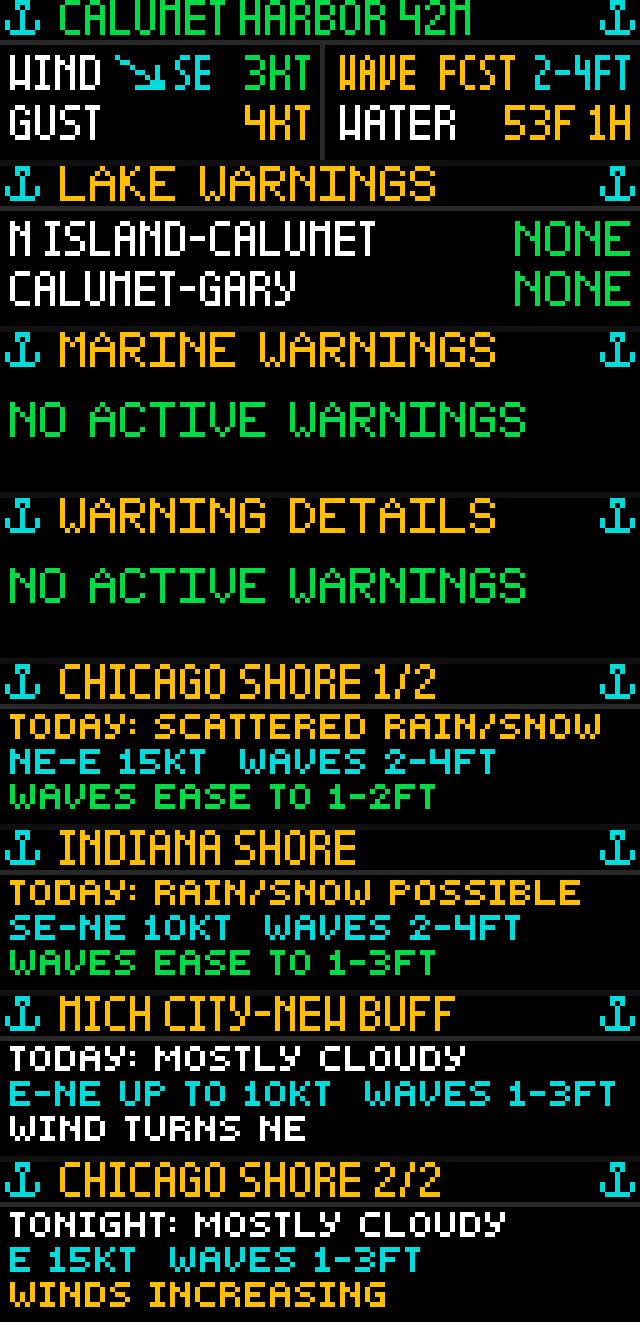 CALUMET HARBOR 42M
WIND SE 3KT WAVE FCST 2-4FT
GUST 4KT WATER 53F 1H
LAKE WARNINGS
N ISLAND-CALUMET NONE
CALUMET-GARY NONE
MARINE WARNINGS
NO ACTIVE WARNINGS
WARNING DETAILS
NO ACTIVE WARNINGS
CHICAGO SHORE 1/2
TODAY: SCATTERED RAIN/SNOW
NE-E 15KT WAVES 2-4FT
WAVES EASE TO 1-2FT
INDIANA SHORE
TODAY: RAIN/SNOW POSSIBLE
SE-NE 10KT WAVES 2-4FT
WAVES EASE TO 1-3FT
MICH CITY-NEW BUFF
TODAY: MOSTLY CLOUDY
E-NE UP TO 10KT WAVES 1-3FT
WIND TURNS NE
CHICAGO SHORE 2/2
TONIGHT: MOSTLY CLOUDY
E 15KT WAVES 1-3FT
WINDS INCREASING